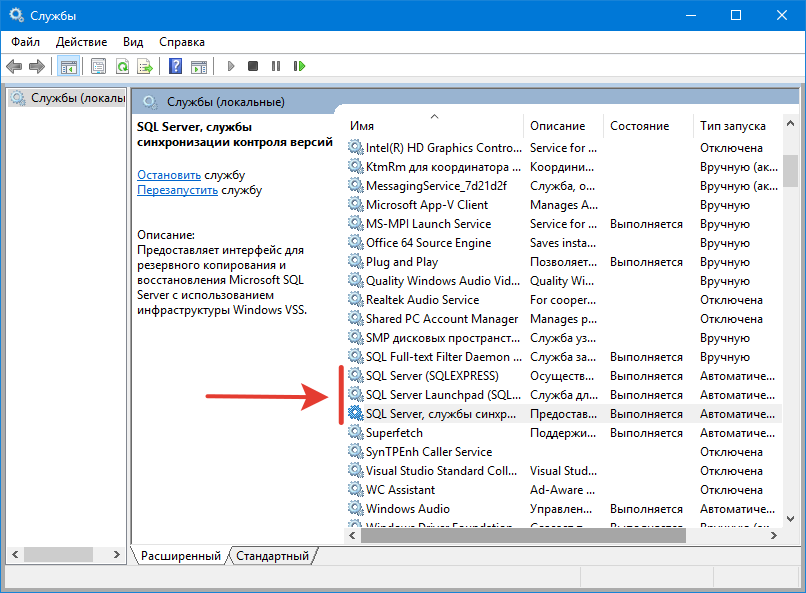 Службы
Файл Действие Вид Справка
Службы (локаль
Службы (локальные)
SQL Server, службы
синхронизации контроля версий
Остановить службу
Перезапустить службу
Описание:
Предоставляет интерфейс для
резервного копирования и
восстановления Microsoft SQL
Server с использованием
инфраструктуры Windows VSS.
Имя Описание Состояние Тип запуска
Intel(R) HD Graphics Contro... Service for ... Отключена
KtmRm для координатора ... Координи... Вручную (ак...
MessagingService_7d21d2f Служба, о... Вручную (ак...
Microsoft App-V Client Manages A... Вручную
MS-MPI Launch Service Service for ... Выполняется Вручную
Office 64 Source Engine Saves insta... Вручную
Plug and Play Позволяет... Выполняется Вручную
Quality Windows Audio Vid... Quality Wi... Вручную
Realtek Audio Service For cooper... Отключена
Shared PC Account Manager Manages p... Отключена
SMP дисковых пространст... Служба уз... Вручную
SQL Full-text Filter Daemon ... Служба за... Выполняется Вручную
SQL Server (SQLEXPRESS) Осуществ... Выполняется Автоматиче...
SQL Server Launchpad (SQL... Служба дл... Выполняется Автоматиче...
SQL Server, службы синхр... Предостав... Выполняется Автоматиче...
Superfetch Поддержи... Выполняется Автоматиче...
SynTPEnh Caller Service Отключена
Visual Studio Standard Coll... Visual Stud... Отключена
WC Assistant Ad-Aware ... Отключена
Windows Audio Управлен... Выполняется Автоматиче...
Windows Driver Foundation
Расширенный Стандартный